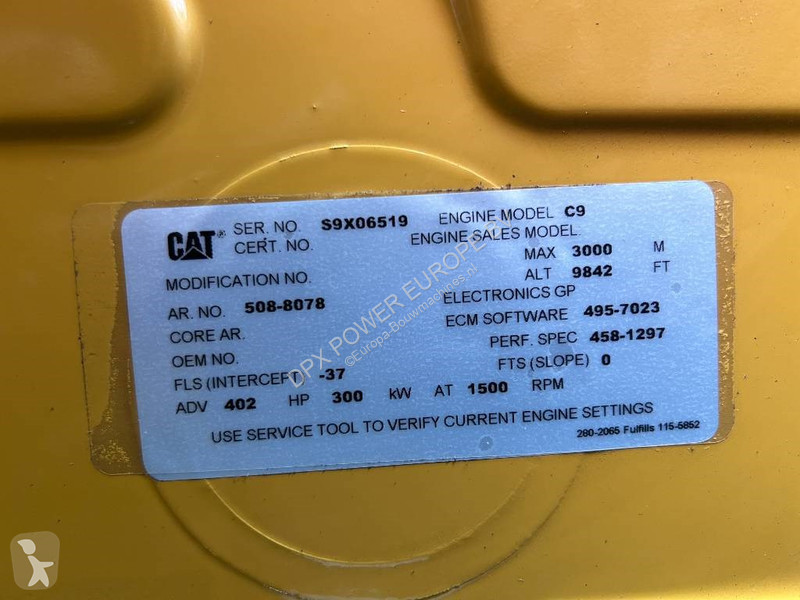 CAT® SER. NO. S9X06519 ENGINE MODEL C9
CERT. NO. ENGINE SALES MODEL
MAX 3000 M
MODIFICATION NO. ALT 9842 FT
AR. NO. 508-8078 ELECTRONICS GP
CORE AR. ECM SOFTWARE 495-7023
OEM NO. PERF. SPEC 458-1297
FLS (INTERCEPT) -37 FTS (SLOPE) 0
ADV 402 HP 300 kW AT 1500 RPM
USE SERVICE TOOL TO VERIFY CURRENT ENGINE SETTINGS
280-2065 Fulfills 115-5852
DPX POWER EUROPE
©Europa-Bouwmachines.nl